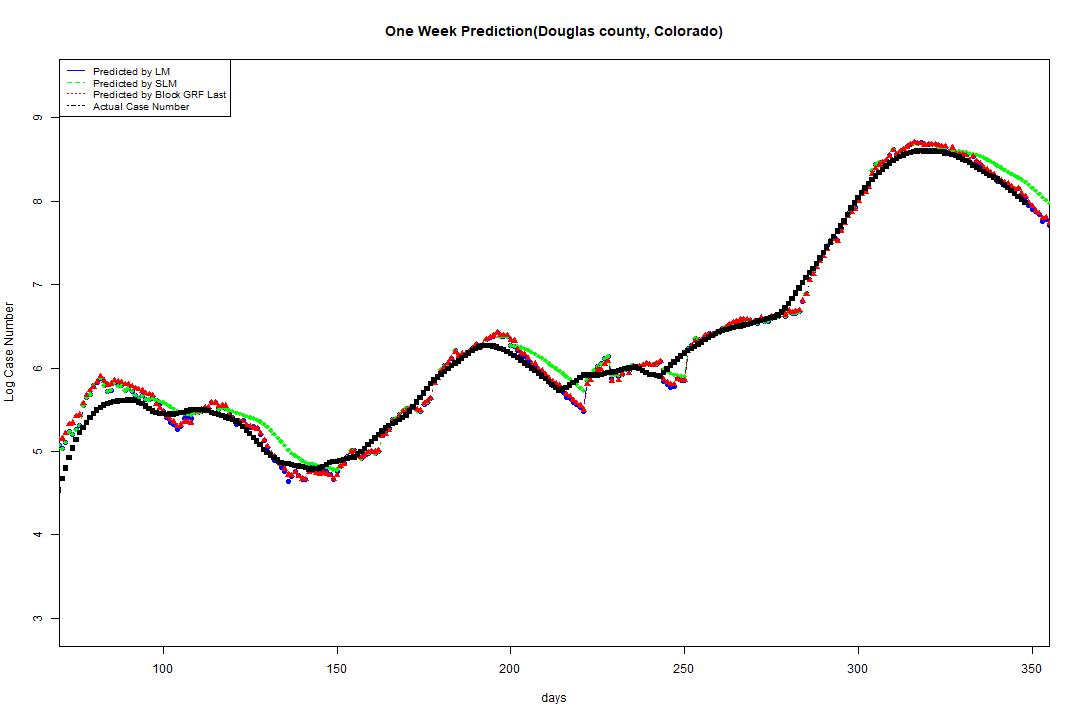 One Week Prediction(Douglas county, Colorado)
Predicted by LM
Predicted by SLM
Predicted by Block GRF Last
Actual Case Number
9
8
7
6
5
4
3
Log Case Number
100 150 200 250 300 350
days